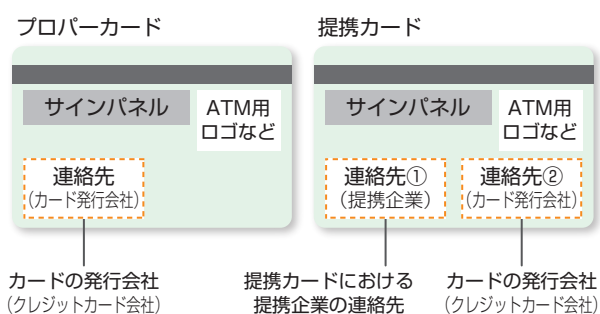 プロパーカード
サインパネル
ATM用
ロゴなど
連絡先
(カード発行会社)
カードの発行会社
(クレジットカード会社)
提携カード
サインパネル
ATM用
ロゴなど
連絡先①
(提携企業)
連絡先②
(カード発行会社)
提携カードにおける
提携企業の連絡先
カードの発行会社
(クレジットカード会社)